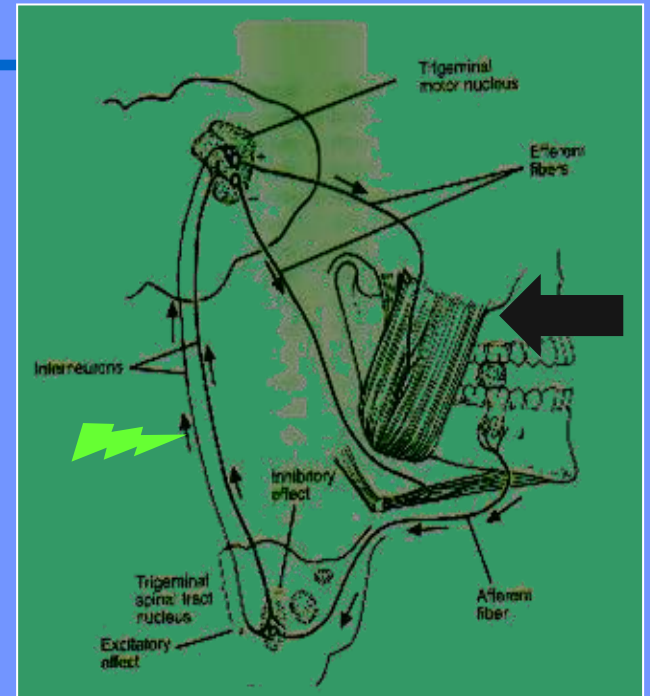 Trigeminal
motor nucleus
Efferent
fibers
Interneurons
Inhibitory
effect
Trigeminal
spinal tract
nucleus
Excitatory
effect
Afferent
fiber